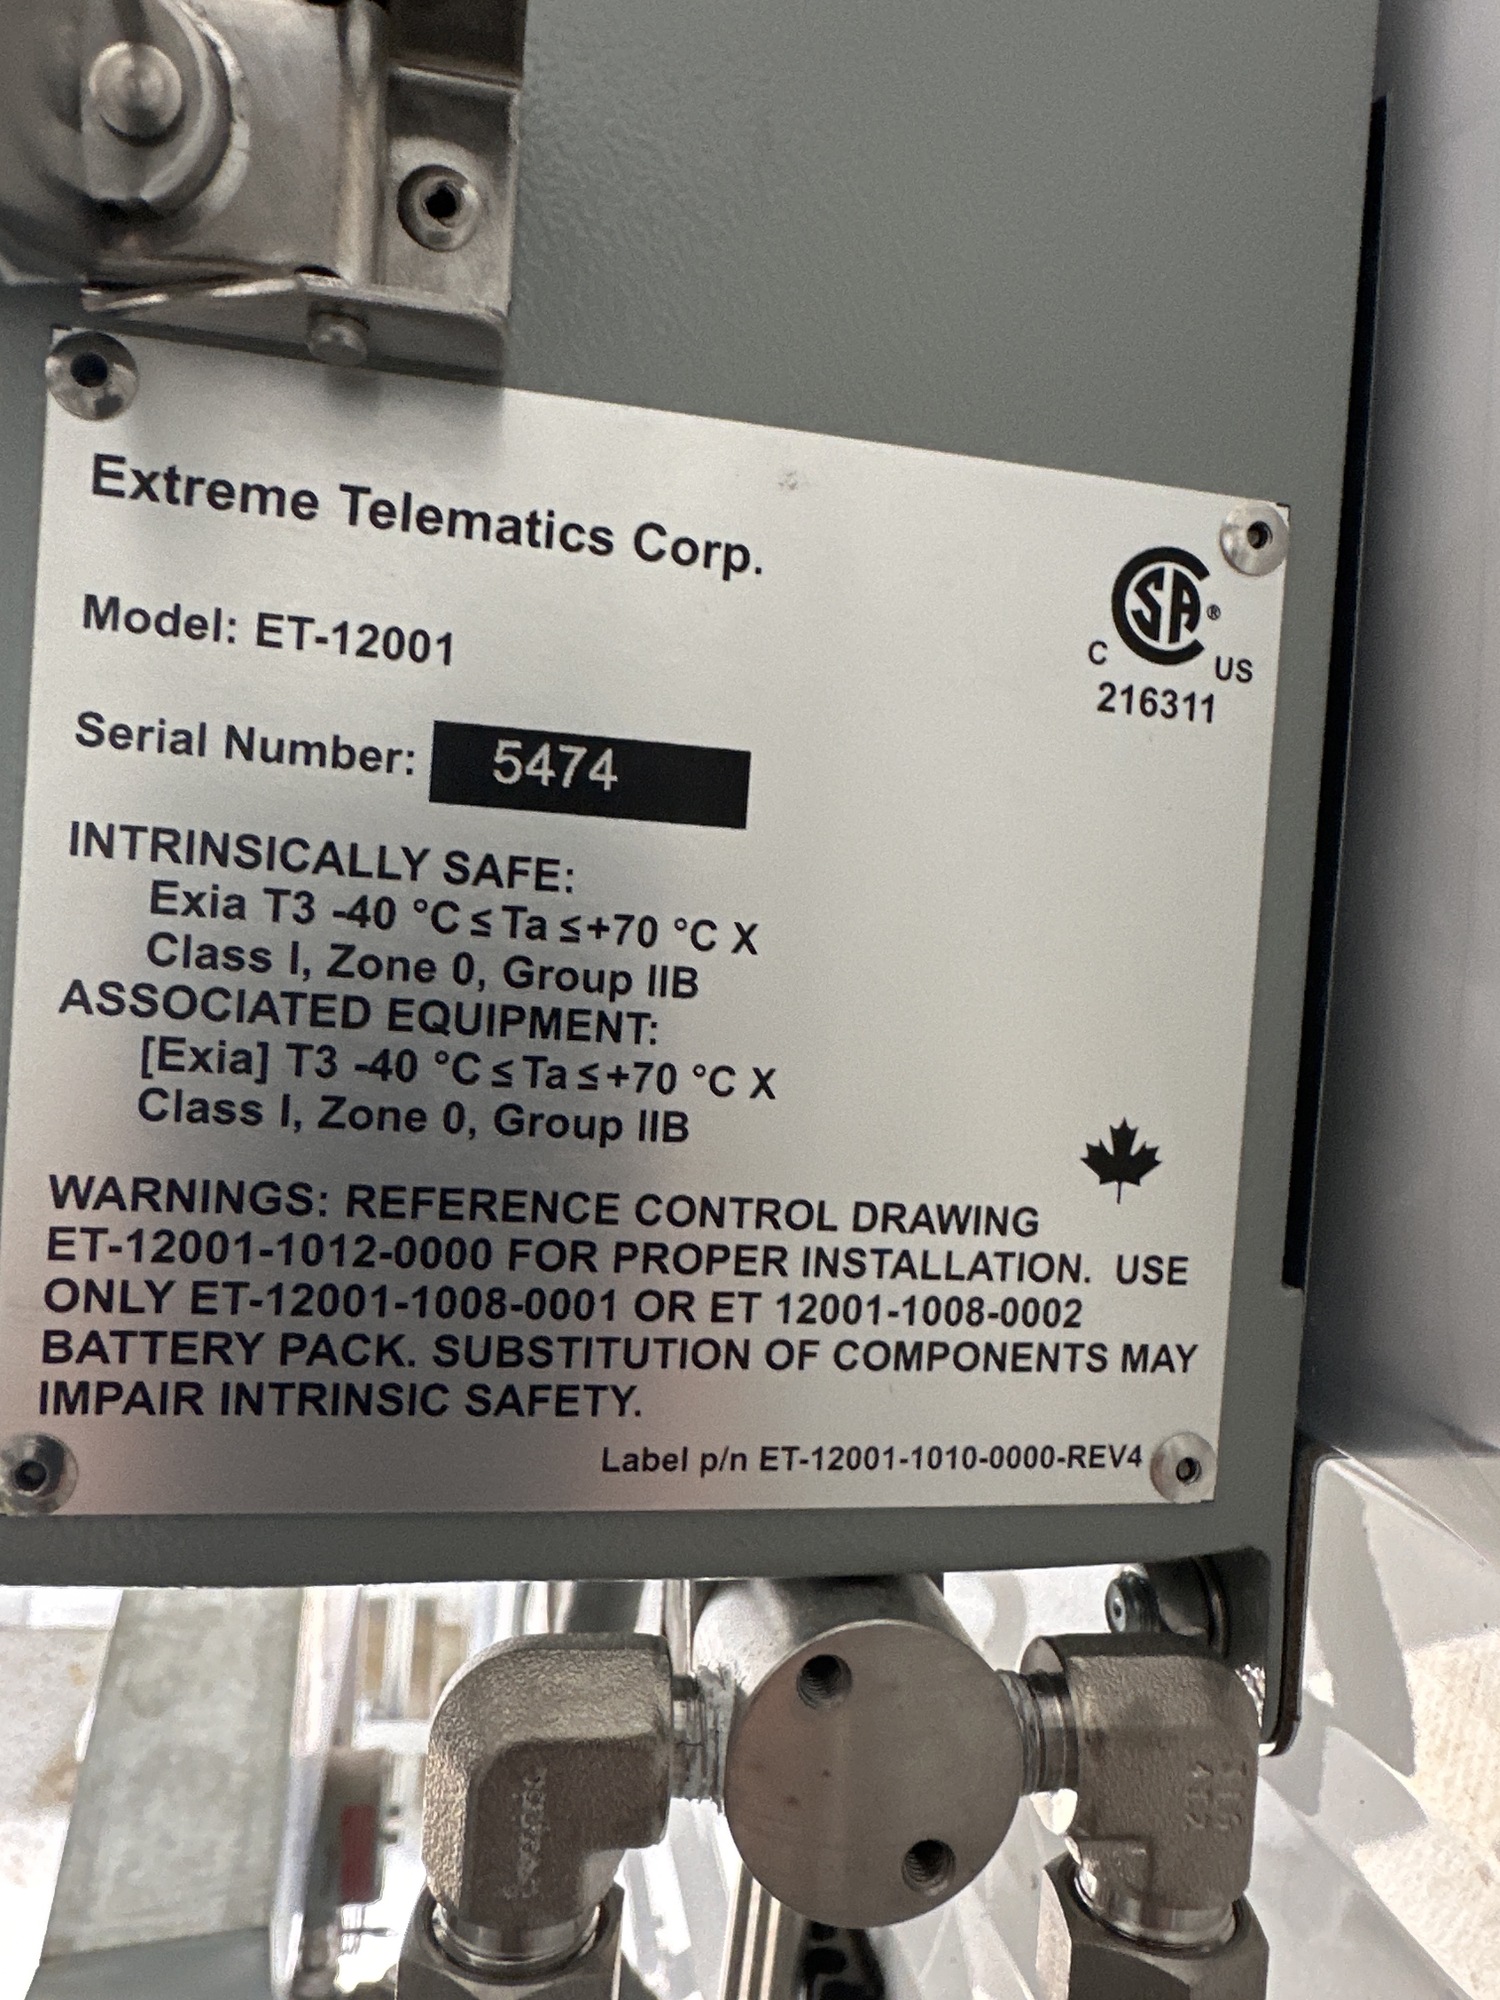 Extreme Telematics Corp.
Model: ET-12001
CSA®
C US
216311
Serial Number: 5474
INTRINSICALLY SAFE:
Exia T3 -40 °C ≤ Ta ≤ +70 °C X
Class I, Zone 0, Group IIB
ASSOCIATED EQUIPMENT:
[Exia] T3 -40 °C ≤ Ta ≤ +70 °C X
Class I, Zone 0, Group IIB
WARNINGS: REFERENCE CONTROL DRAWING
ET-12001-1012-0000 FOR PROPER INSTALLATION. USE
ONLY ET-12001-1008-0001 OR ET 12001-1008-0002
BATTERY PACK. SUBSTITUTION OF COMPONENTS MAY
IMPAIR INTRINSIC SAFETY.
Label p/n ET-12001-1010-0000-REV4